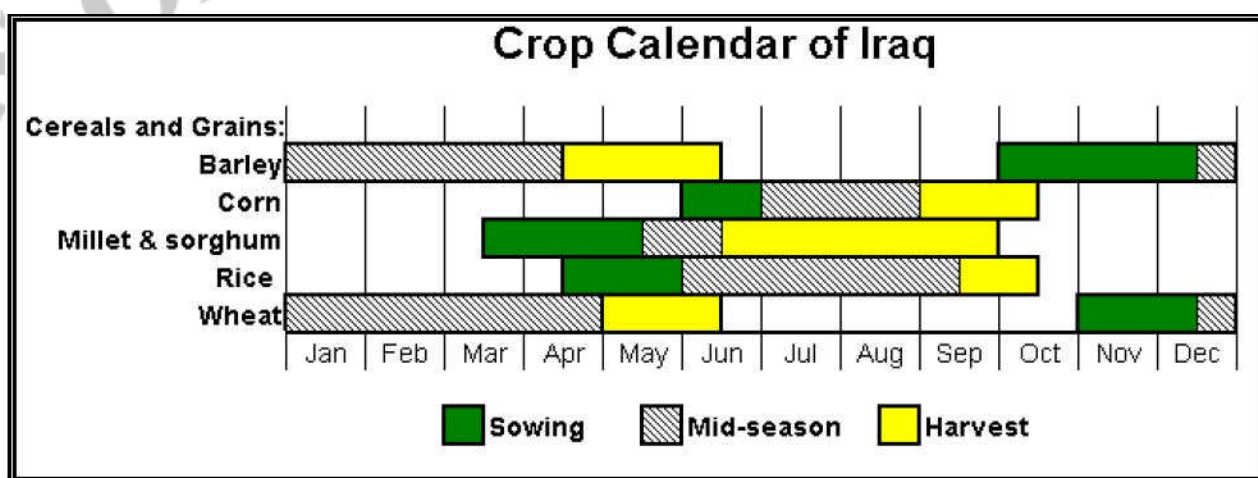 Crop Calendar of Iraq
Cereals and Grains:
Barley
Corn
Millet & sorghum
Rice
Wheat
Jan Feb Mar Apr May Jun Jul Aug Sep Oct Nov Dec
Sowing Mid-season Harvest